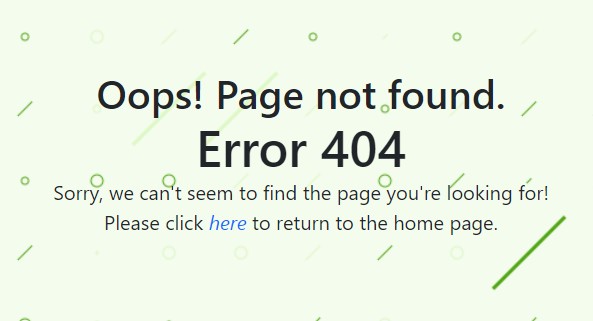 Oops! Page not found.
Error 404
Sorry, we can't seem to find the page you're looking for!
Please click here to return to the home page.